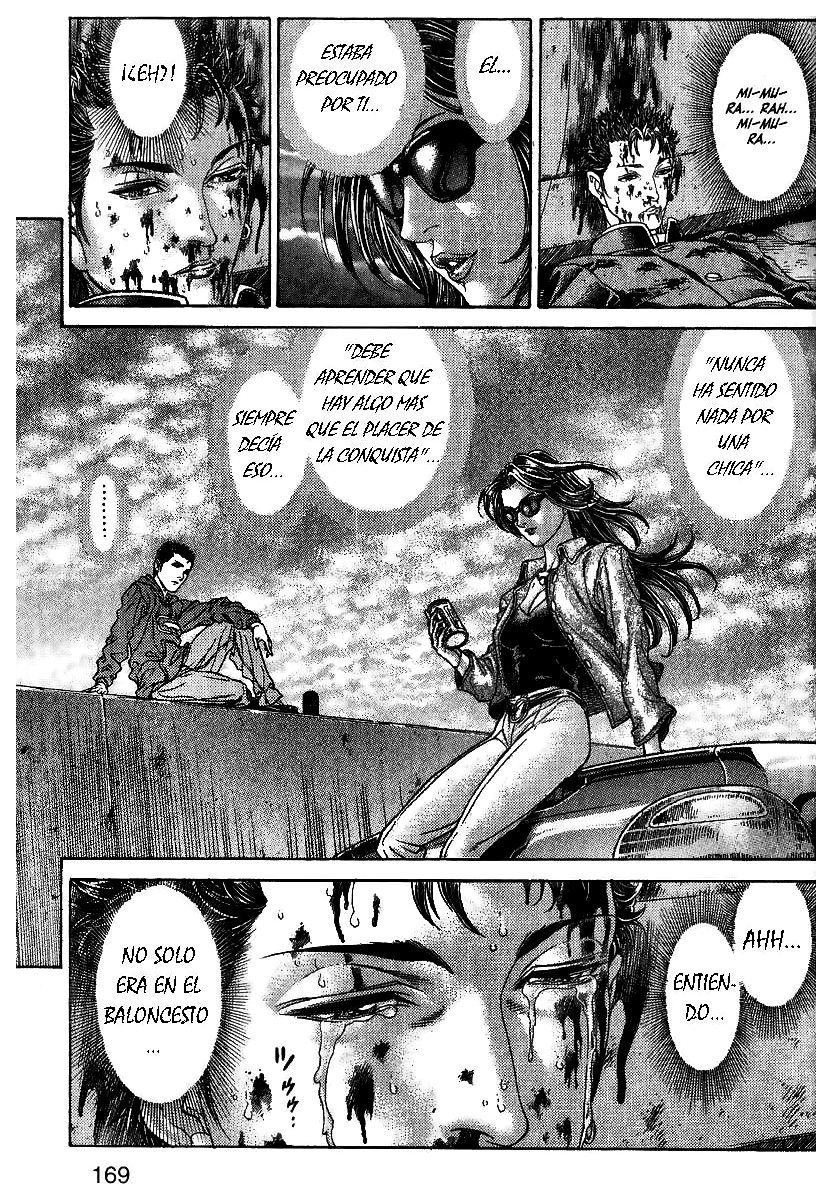 MI-MU-
RA... RAH...
MI-MU-
RA...
EL...
ESTABA
PREOCUPADO
POR TI...
¡¿EH?!
"NUNCA
HA SENTIDO
NADA POR
UNA
CHICA"...
"DEBE
APRENDER QUE
HAY ALGO MAS
QUE EL PLACER DE
LA CONQUISTA"...
SIEMPRE
DECÍA
ESO...
........
AHH...
ENTIEN-
DO...
NO SOLO
ERA EN EL
BALONCESTO
...
ツツ...
169